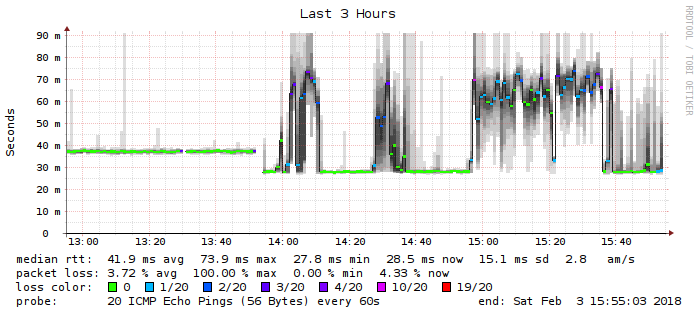 Last 3 Hours
RRDTOOL / TOBI OETIKER
Seconds
90 m
80 m
70 m
60 m
50 m
40 m
30 m
20 m
10 m
0
13:00 13:20 13:40 14:00 14:20 14:40 15:00 15:20 15:40
median rtt: 41.9 ms avg 73.9 ms max 27.8 ms min 28.5 ms now 15.1 ms sd 2.8 am/s
packet loss: 3.72 % avg 100.00 % max 0.00 % min 4.33 % now
loss color: 0 1/20 2/20 3/20 4/20 10/20 19/20
probe: 20 ICMP Echo Pings (56 Bytes) every 60s end: Sat Feb 3 15:55:03 2018